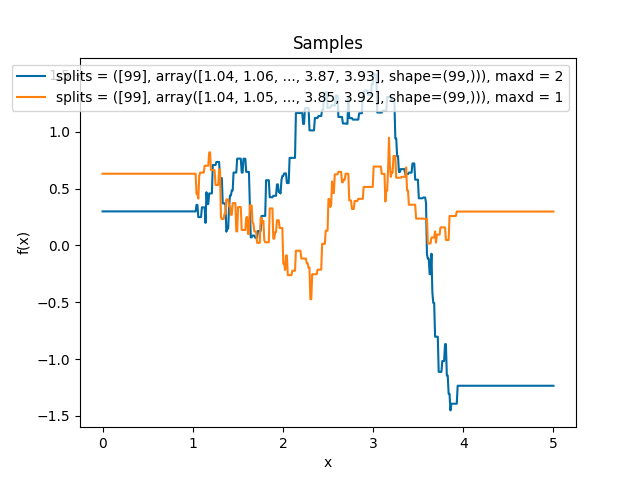 Samples
splits = ([99], array([1.04, 1.06, ..., 3.87, 3.93], shape=(99,))), maxd = 2
splits = ([99], array([1.04, 1.05, ..., 3.85, 3.92], shape=(99,))), maxd = 1
1.5
1.0
0.5
0.0
−0.5
−1.0
−1.5
f(x)
0 1 2 3 4 5
x